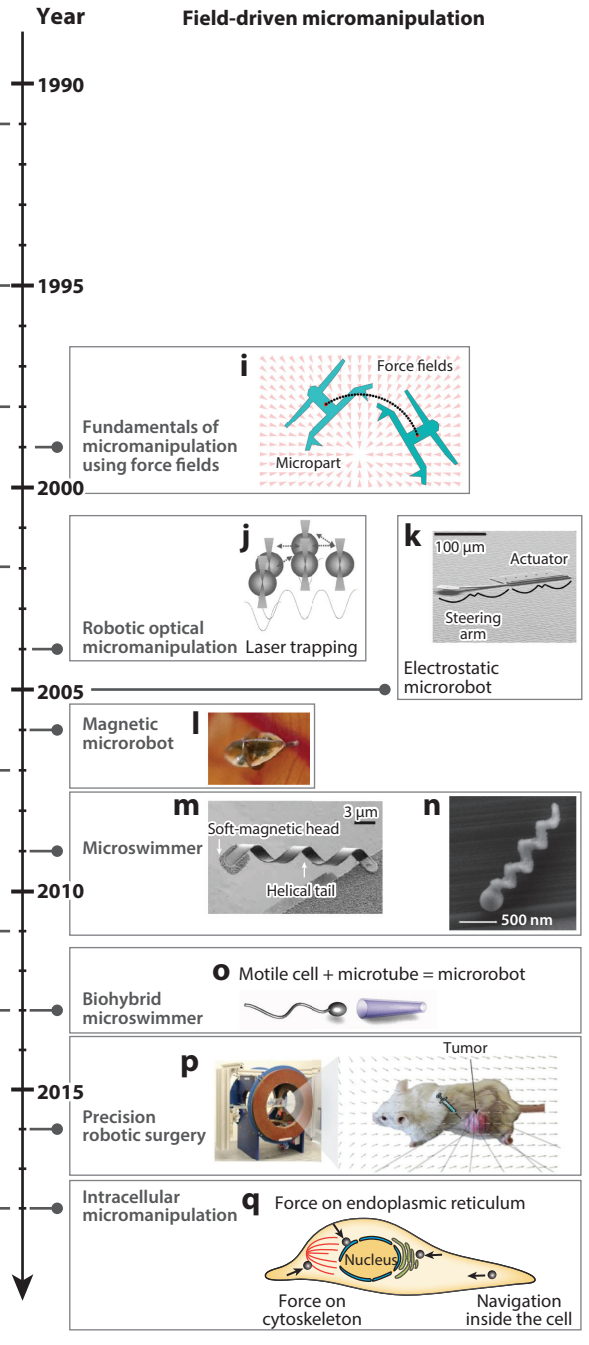 Year
Field-driven micromanipulation
1990
1995
i
Force fields
Micropart
Fundamentals of
micromanipulation
using force fields
2000
j
Laser trapping
Robotic optical
micromanipulation
k
100 µm
Actuator
Steering
arm
Electrostatic
microrobot
2005
Magnetic
microrobot
l
m
3 µm
Soft-magnetic head
Helical tail
n
500 nm
Microswimmer
2010
o
Motile cell + microtube = microrobot
Biohybrid
microswimmer
p
Tumor
2015
Precision
robotic surgery
Intracellular
micromanipulation
q
Force on endoplasmic reticulum
Nucleus
Force on
cytoskeleton
Navigation
inside the cell